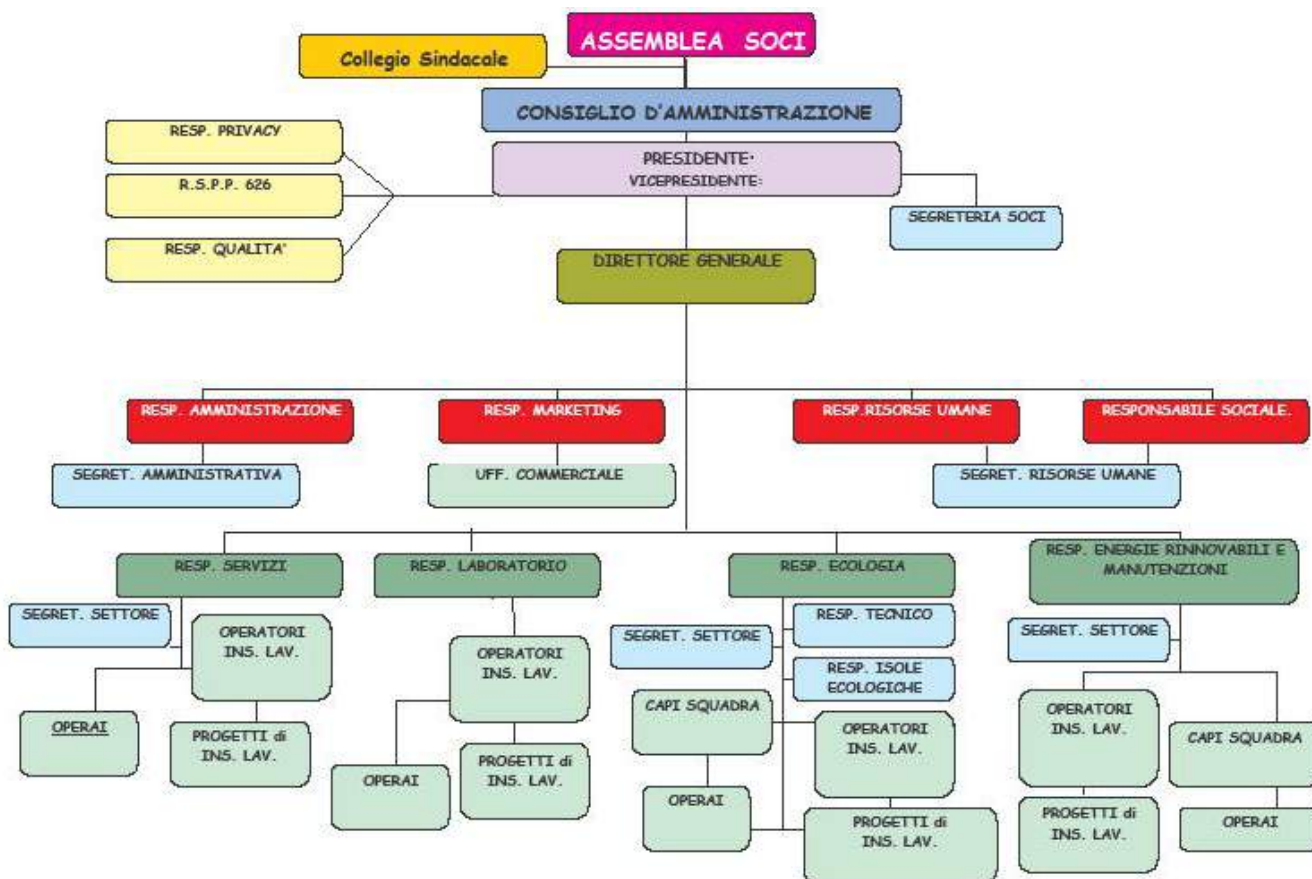 ASSEMBLEA SOCI
Collegio Sindacale
CONSIGLIO D'AMMINISTRAZIONE
RESP. PRIVACY
PRESIDENTE·
VICEPRESIDENTE:
R.S.P.P. 626
SEGRETERIA SOCI
RESP. QUALITA'
DIRETTORE GENERALE
RESP. AMMINISTRAZIONE
RESP. MARKETING
RESP.RISORSE UMANE
RESPONSABILE SOCIALE.
SEGRET. AMMINISTRATIVA
UFF. COMMERCIALE
SEGRET. RISORSE UMANE
RESP. SERVIZI
RESP. LABORATORIO
RESP. ECOLOGIA
RESP. ENERGIE RINNOVABILI E
MANUTENZIONI
SEGRET. SETTORE
OPERATORI
INS. LAV.
OPERAI
PROGETTI di
INS. LAV.
OPERATORI
INS. LAV.
OPERAI
PROGETTI di
INS. LAV.
RESP. TECNICO
SEGRET. SETTORE
RESP. ISOLE
ECOLOGICHE
CAPI SQUADRA
OPERATORI
INS. LAV.
OPERAI
PROGETTI di
INS. LAV.
SEGRET. SETTORE
OPERATORI
INS. LAV.
CAPI SQUADRA
PROGETTI di
INS. LAV.
OPERAI